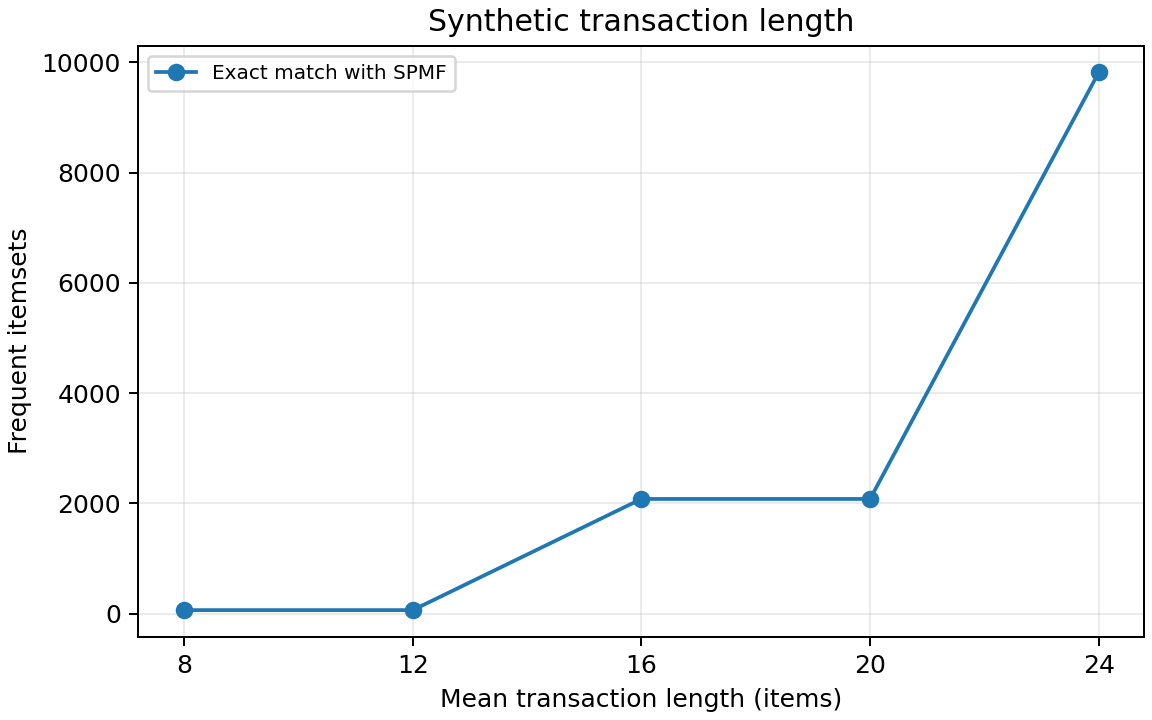 Synthetic transaction length
Exact match with SPMF
Frequent itemsets
10000
8000
6000
4000
2000
0
8 12 16 20 24
Mean transaction length (items)